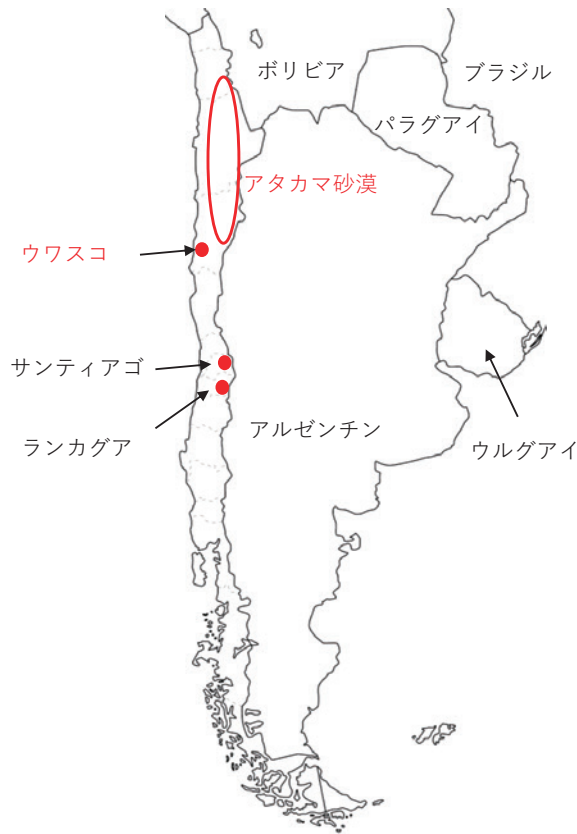 ボリビア
ブラジル
パラグアイ
アタカマ砂漠
ウワスコ
サンティアゴ
ランカグア
アルゼンチン
ウルグアイ